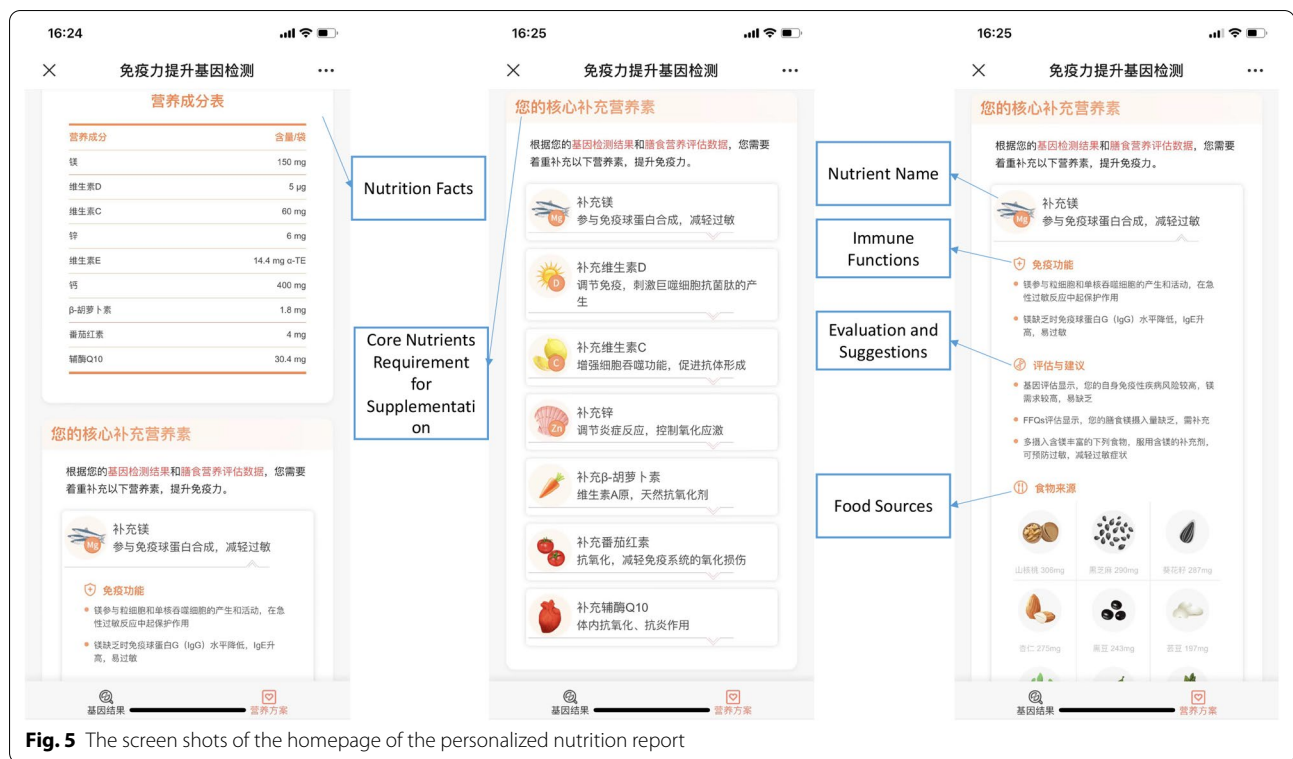 16:24
免疫力提升基因检测
营养成分表
营养成分 含量/袋
镁 150 mg
维生素D 5 μg
维生素C 60 mg
锌 6 mg
维生素E 14.4 mg α-TE
钙 400 mg
β-胡萝卜素 1.8 mg
番茄红素 4 mg
辅酶Q10 30.4 mg
您的核心补充营养素
根据您的基因检测结果和膳食营养评估数据，您需要
着重补充以下营养素，提升免疫力。
Mg
补充镁
参与免疫球蛋白合成，减轻过敏
免疫功能
镁参与粒细胞和单核吞噬细胞的产生和活动，在急
性过敏反应中起保护作用
镁缺乏时免疫球蛋白G（IgG）水平降低，IgE升
高，易过敏
基因结果 营养方案
Nutrition Facts
Core Nutrients
Requirement
for
Supplementati
on
16:25
免疫力提升基因检测
您的核心补充营养素
根据您的基因检测结果和膳食营养评估数据，您需要
着重补充以下营养素，提升免疫力。
Mg
补充镁
参与免疫球蛋白合成，减轻过敏
D
补充维生素D
调节免疫，刺激巨噬细胞抗菌肽的产
生
C
补充维生素C
增强细胞吞噬功能，促进抗体形成
Zn
补充锌
调节炎症反应，控制氧化应激
补充β-胡萝卜素
维生素A原，天然抗氧化剂
补充番茄红素
抗氧化，减轻免疫系统的氧化损伤
补充辅酶Q10
体内抗氧化、抗炎作用
基因结果 营养方案
Nutrient Name
Immune
Functions
Evaluation and
Suggestions
Food Sources
16:25
免疫力提升基因检测
您的核心补充营养素
根据您的基因检测结果和膳食营养评估数据，您需要
着重补充以下营养素，提升免疫力。
Mg
补充镁
参与免疫球蛋白合成，减轻过敏
免疫功能
镁参与粒细胞和单核吞噬细胞的产生和活动，在急
性过敏反应中起保护作用
镁缺乏时免疫球蛋白G（IgG）水平降低，IgE升
高，易过敏
评估与建议
基因评估显示，您的自身免疫性疾病风险较高，镁
需求较高，易缺乏
FFQs评估显示，您的膳食镁摄入量缺乏，需补充
多摄入含镁丰富的下列食物，服用含镁的补充剂，
可预防过敏，减轻过敏症状
食物来源
山核桃 306mg 黑芝麻 290mg 葵花籽 287mg
杏仁 275mg 黑豆 243mg 芸豆 197mg
基因结果 营养方案
Fig. 5 The screen shots of the homepage of the personalized nutrition report